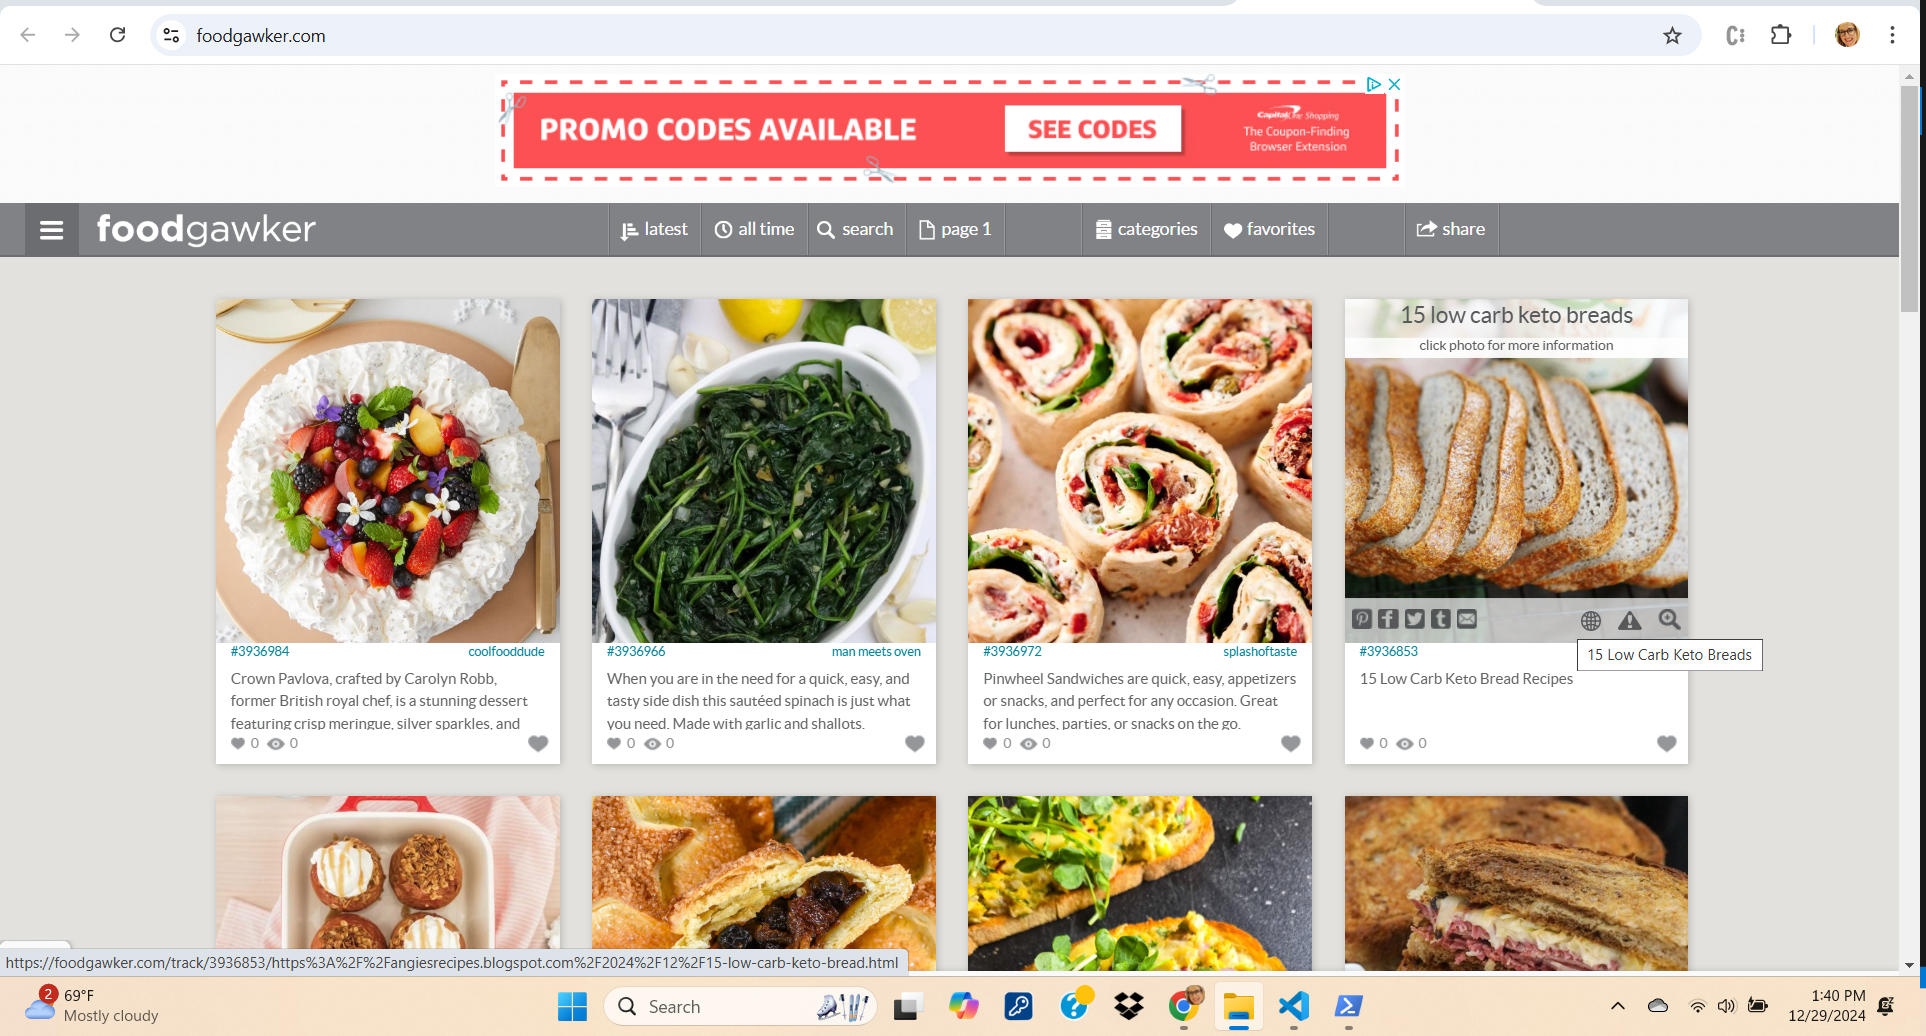 foodgawker.com
PROMO CODES AVAILABLE
SEE CODES
Capital One Shopping
The Coupon-Finding
Browser Extension
foodgawker
latest
all time
search
page 1
categories
favorites
share
15 low carb keto breads
click photo for more information
#3936984 coolfooddude
Crown Pavlova, crafted by Carolyn Robb,
former British royal chef, is a stunning dessert
featuring crisp meringue, silver sparkles, and
0 0
#3936966 man meets oven
When you are in the need for a quick, easy, and
tasty side dish this sautéed spinach is just what
you need. Made with garlic and shallots.
0 0
#3936972 splashoftaste
Pinwheel Sandwiches are quick, easy, appetizers
or snacks, and perfect for any occasion. Great
for lunches, parties, or snacks on the go.
0 0
#3936853
15 Low Carb Keto Breads
15 Low Carb Keto Bread Recipes
0 0
https://foodgawker.com/track/3936853/https%3A%2F%2Fangiesrecipes.blogspot.com%2F2024%2F12%2F15-low-carb-keto-bread.html
2
69°F
Mostly cloudy
Search
1:40 PM
12/29/2024